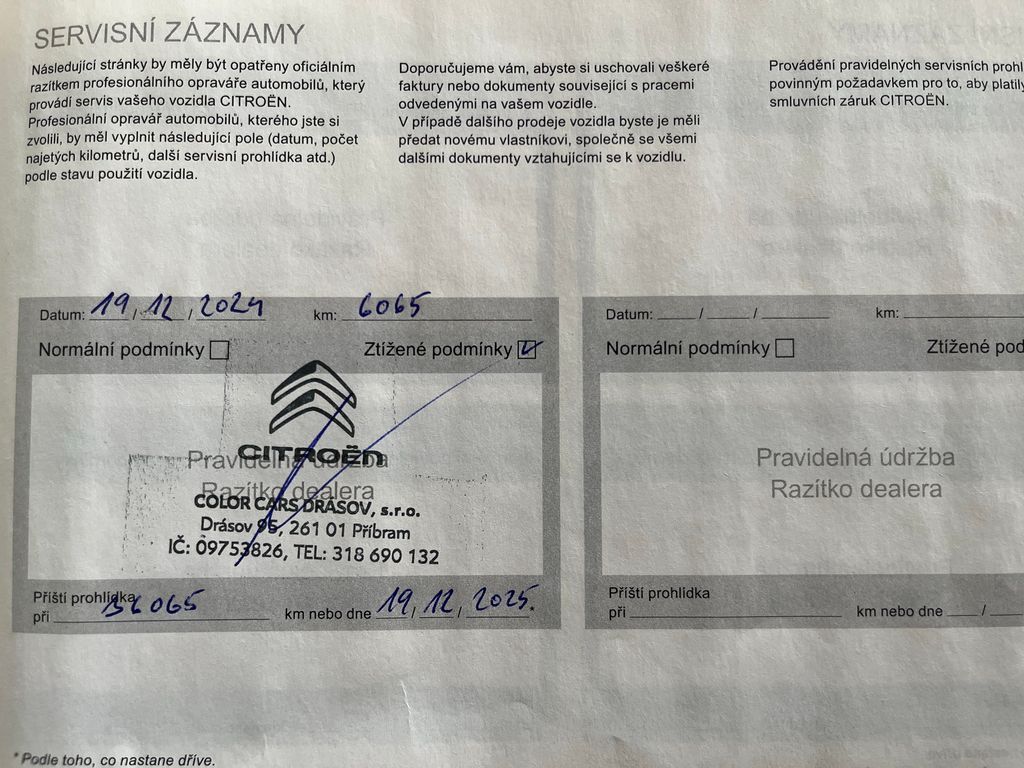 SERVISNÍ ZÁZNAMY
Následující stránky by měly být opatřeny oficiálním
razítkem profesionálního opraváře automobilů, který
provádí servis vašeho vozidla CITROËN.
Profesionální opravář automobilů, kterého jste si
zvolili, by měl vyplnit následující pole (datum, počet
najetých kilometrů, další servisní prohlídka atd.)
podle stavu použití vozidla.
Doporučujeme vám, abyste si uschovali veškeré
faktury nebo dokumenty související s pracemi
odvedenými na vašem vozidle.
V případě dalšího prodeje vozidla byste je měli
předat novému vlastníkovi, společně se všemi
dalšími dokumenty vztahujícími se k vozidlu.
Provádění pravidelných servisních prohl
povinným požadavkem pro to, aby platily
smluvních záruk CITROËN.
Datum: 19 / 12 / 2024 km: 6065
Normální podmínky Ztížené podmínky
CITROËN
Pravidelná údržba
Razítko dealera
COLOR CARS DRÁSOV, s.r.o.
Drásov 95, 261 01 Příbram
IČ: 09753826, TEL: 318 690 132
Příští prohlídka
při 36065 km nebo dne 19, / 12, / 2025.
Datum: / / km:
Normální podmínky Ztížené pod
Pravidelná údržba
Razítko dealera
Příští prohlídka
při km nebo dne /
* Podle toho, co nastane dříve.